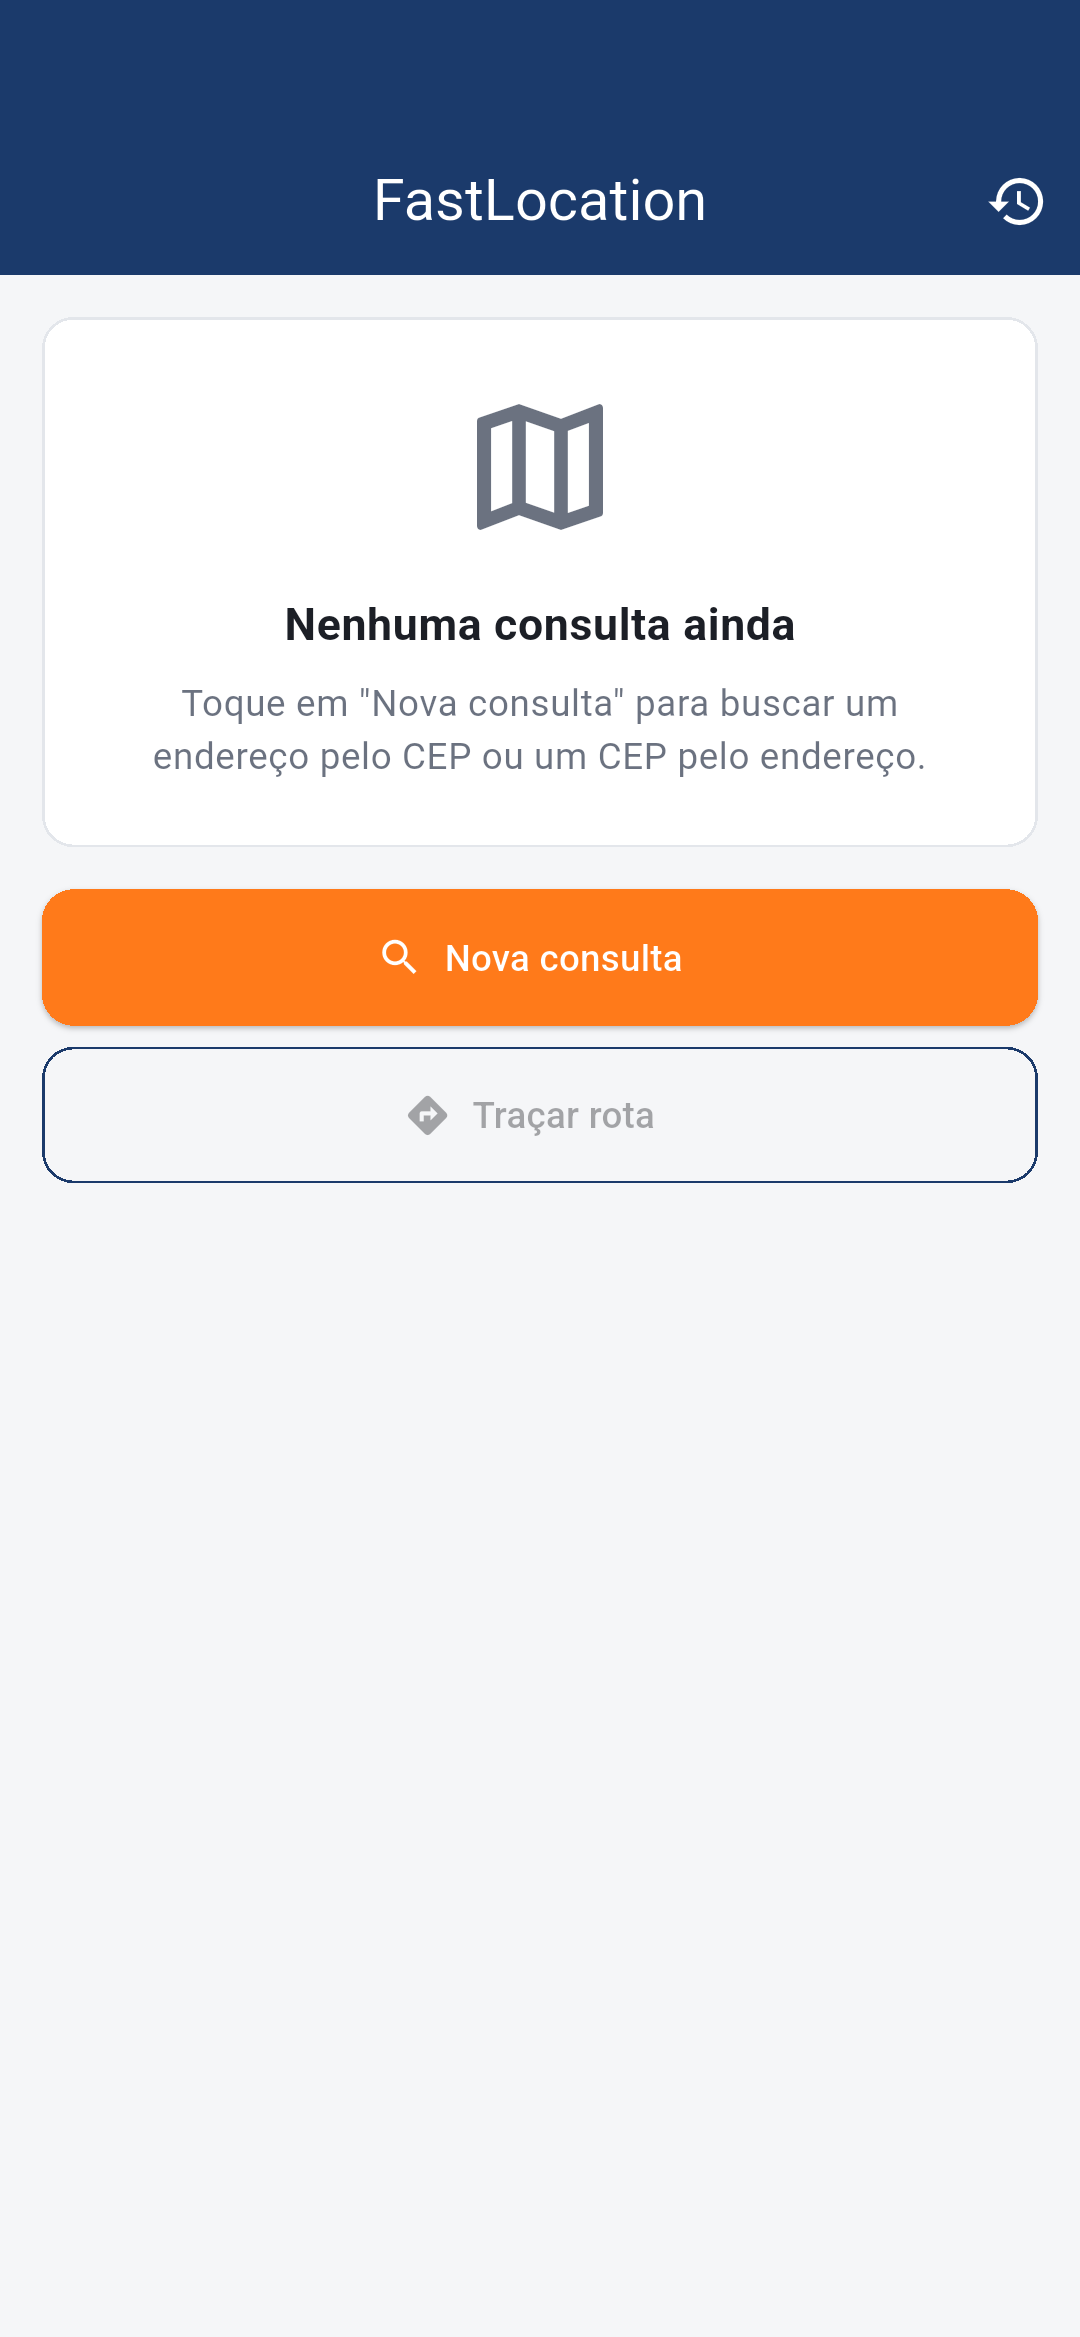 FastLocation
Nenhuma consulta ainda
Toque em "Nova consulta" para buscar um
endereço pelo CEP ou um CEP pelo endereço.
Nova consulta
Traçar rota